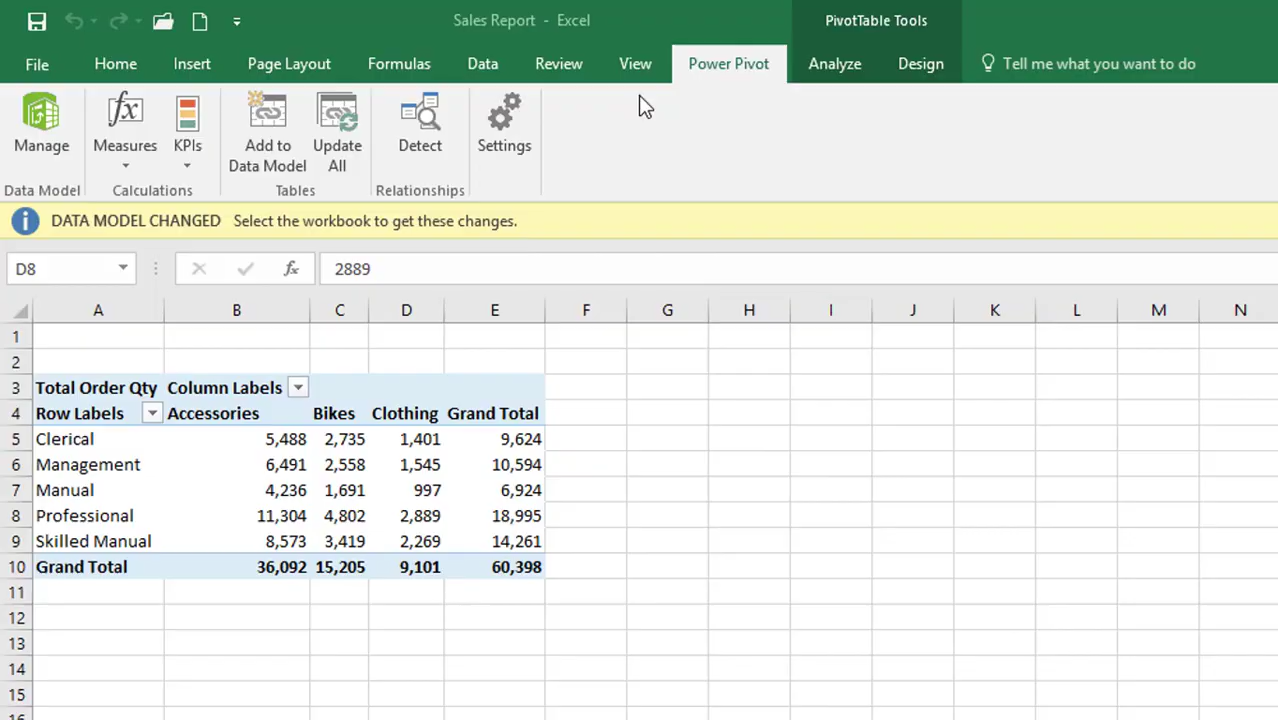 Sales Report - Excel
PivotTable Tools
File Home Insert Page Layout Formulas Data Review View Power Pivot Analyze Design Tell me what you want to do
Manage Measures KPIs Add to Data Model Update All Detect Settings
Data Model Calculations Tables Relationships
DATA MODEL CHANGED Select the workbook to get these changes.
D8 fx 2889
A B C D E F G H I J K L M N
1
2
3 Total Order Qty Column Labels
4 Row Labels Accessories Bikes Clothing Grand Total
5 Clerical 5,488 2,735 1,401 9,624
6 Management 6,491 2,558 1,545 10,594
7 Manual 4,236 1,691 997 6,924
8 Professional 11,304 4,802 2,889 18,995
9 Skilled Manual 8,573 3,419 2,269 14,261
10 Grand Total 36,092 15,205 9,101 60,398
11
12
13
14
15
16